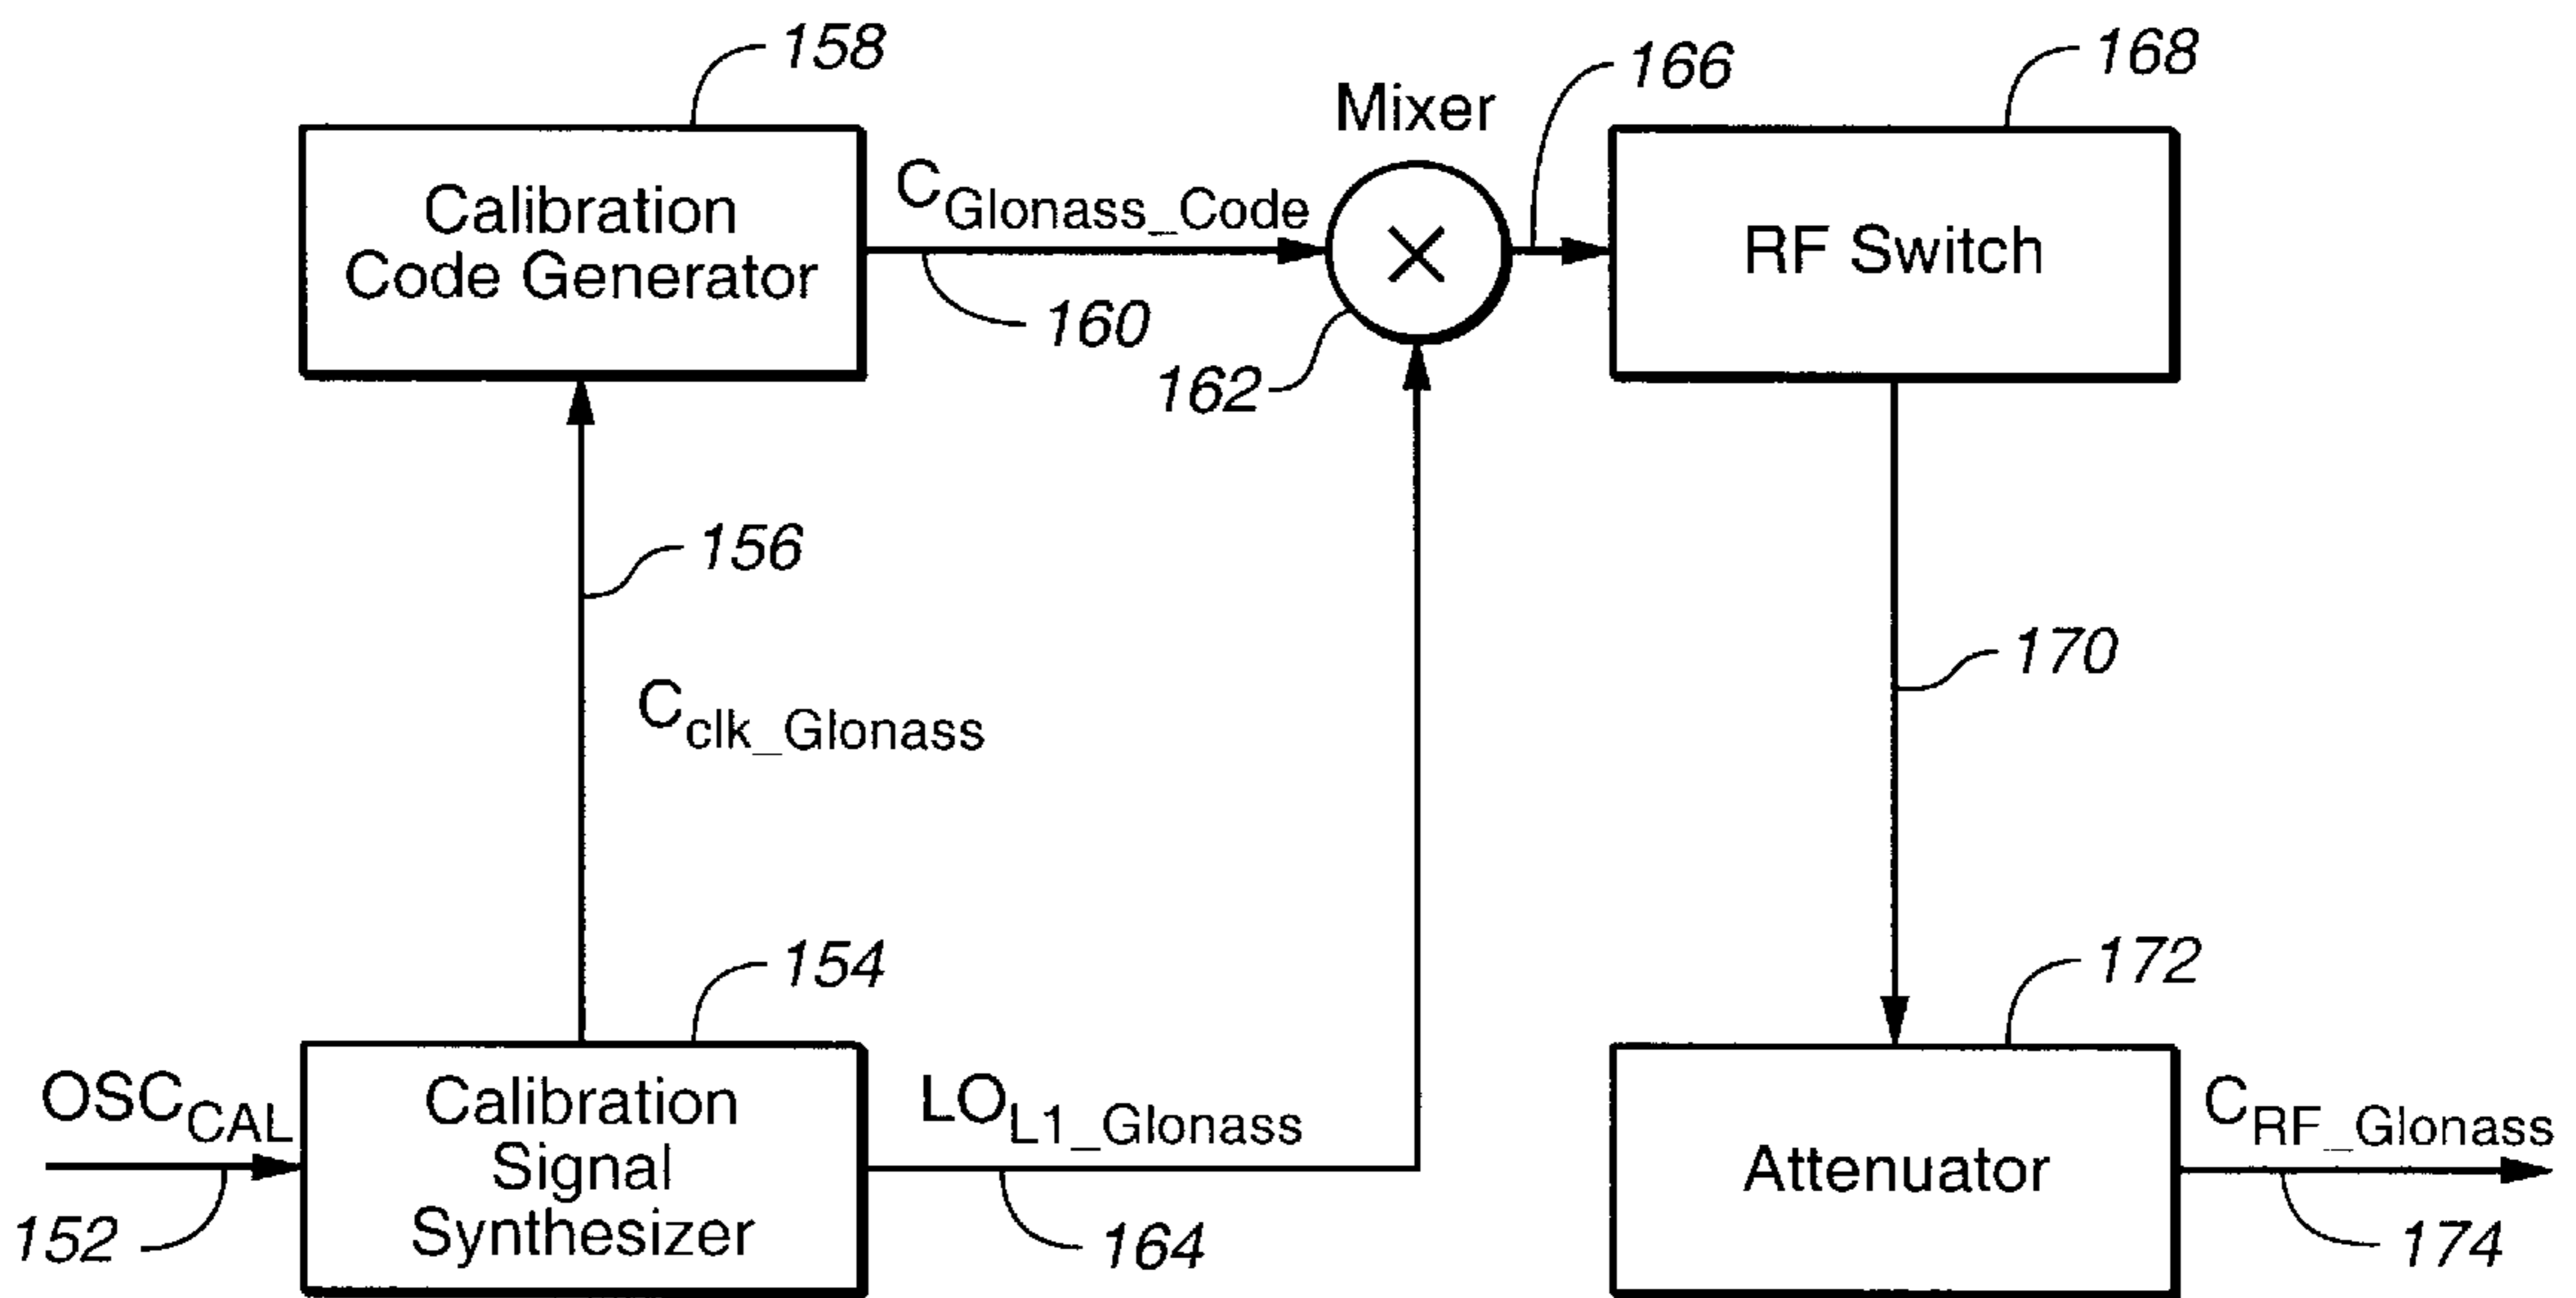 158
166
168
Mixer
Calibration
Code Generator
C_Glonass_Code
RF Switch
160
162
156
170
C_clk_Glonass
154
172
OSC_CAL
Calibration
Signal
Synthesizer
LO_L1_Glonass
Attenuator
C_RF_Glonass
152
164
174